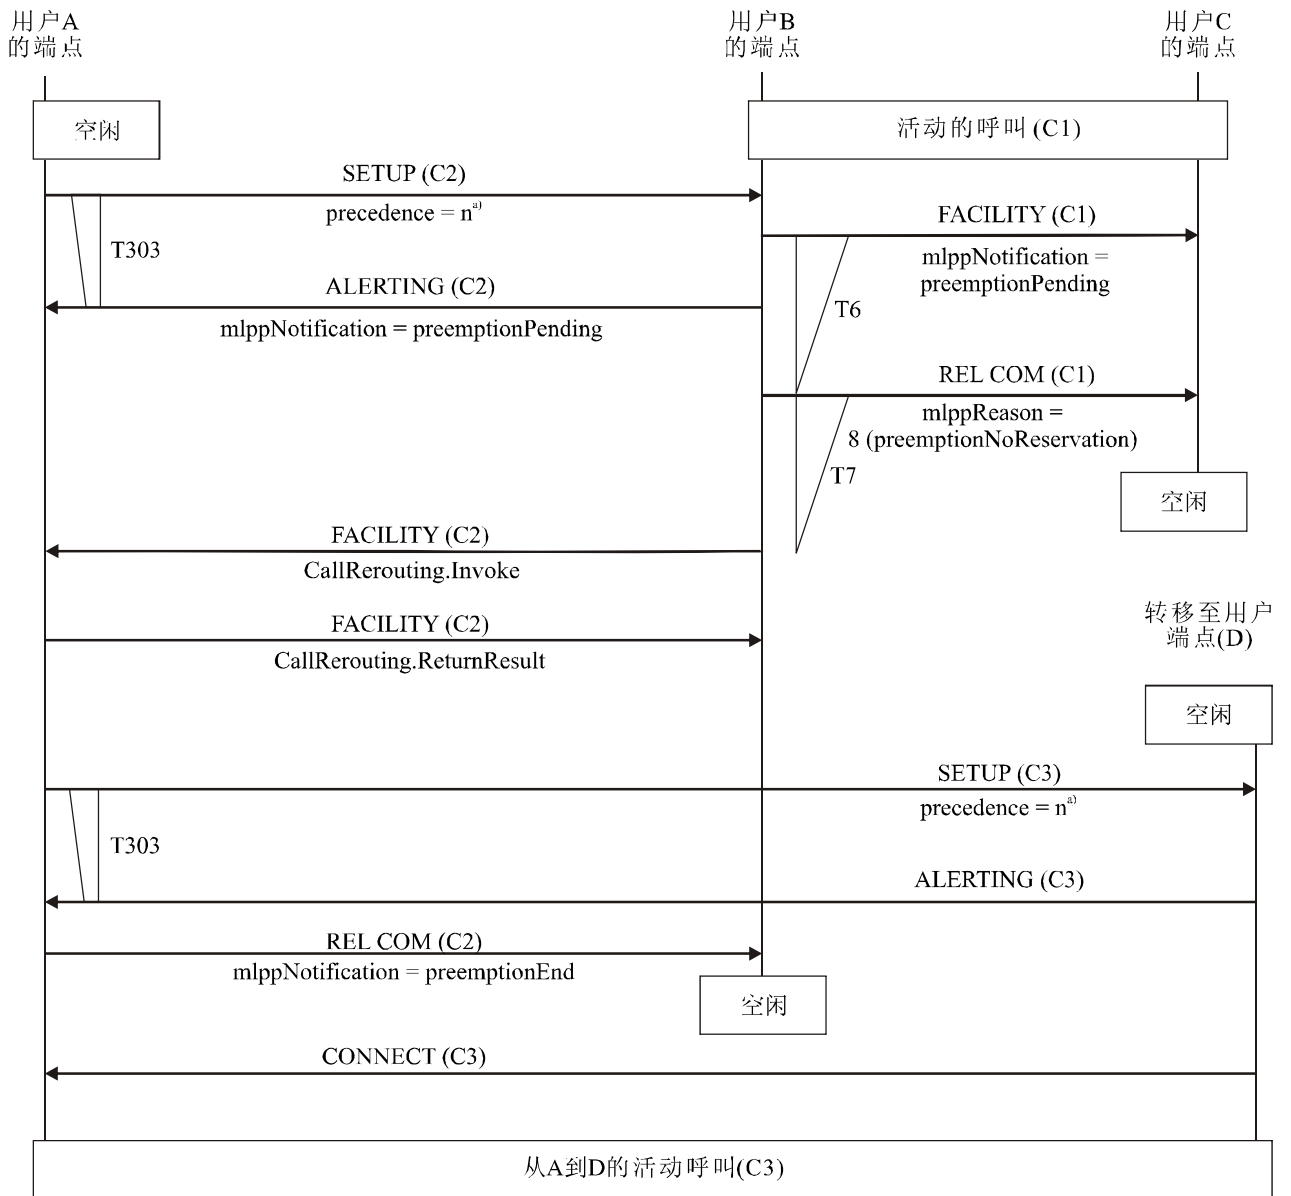 用户A
的端点
用户B
的端点
用户C
的端点
空闲
活动的呼叫(C1)
SETUP (C2)
precedence = nᵃ⁾
FACILITY (C1)
T303
mlppNotification =
preemptionPending
ALERTING (C2)
mlppNotification = preemptionPending
T6
REL COM (C1)
mlppReason =
8 (preemptionNoReservation)
T7
空闲
FACILITY (C2)
CallRerouting.Invoke
FACILITY (C2)
CallRerouting.ReturnResult
转移至用户
端点(D)
空闲
SETUP (C3)
precedence = nᵃ⁾
T303
ALERTING (C3)
REL COM (C2)
mlppNotification = preemptionEnd
空闲
CONNECT (C3)
从A到D的活动呼叫(C3)